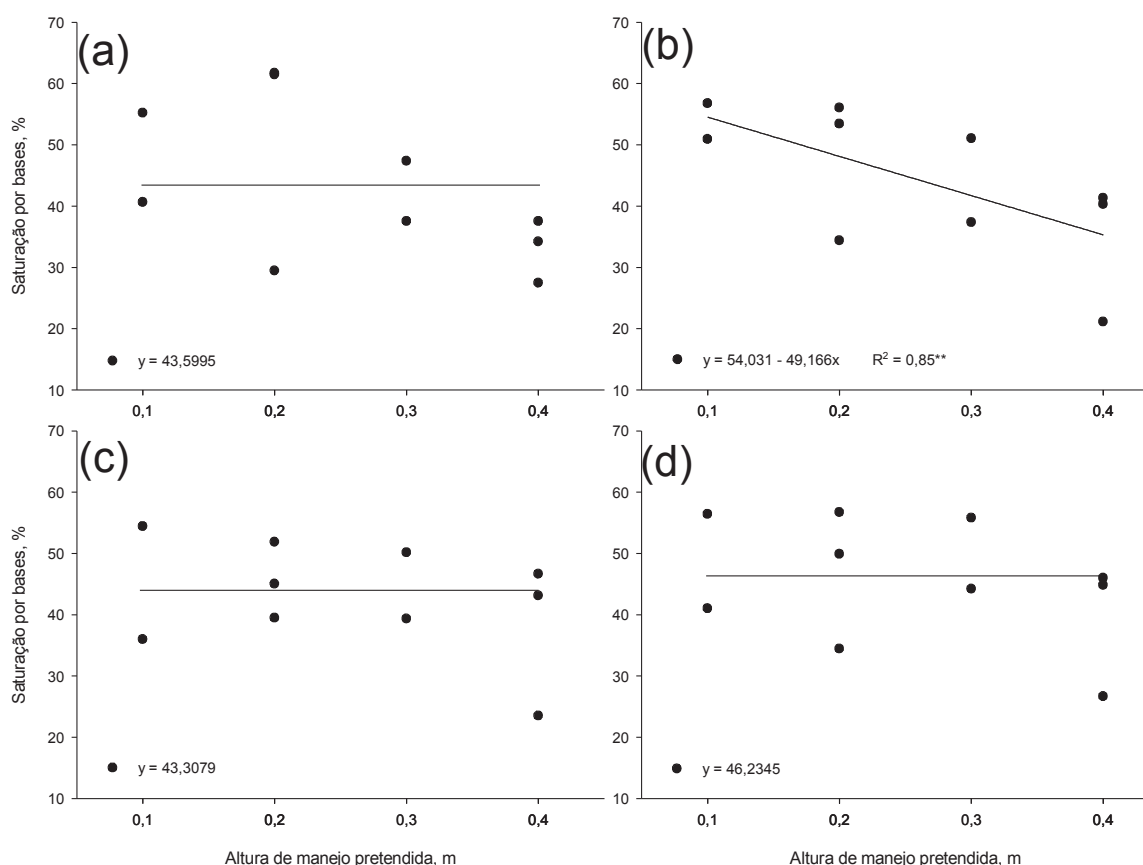 (a)
70
60
50
40
30
20
10
Saturação por bases, %
y = 43,5995
(b)
70
60
50
40
30
20
10
y = 54,031 - 49,166x R² = 0,85**
0,1 0,2 0,3 0,4
0,1 0,2 0,3 0,4
(c)
70
60
50
40
30
20
10
Saturação por bases, %
y = 43,3079
0,1 0,2 0,3 0,4
Altura de manejo pretendida, m
(d)
70
60
50
40
30
20
10
y = 46,2345
0,1 0,2 0,3 0,4
Altura de manejo pretendida, m